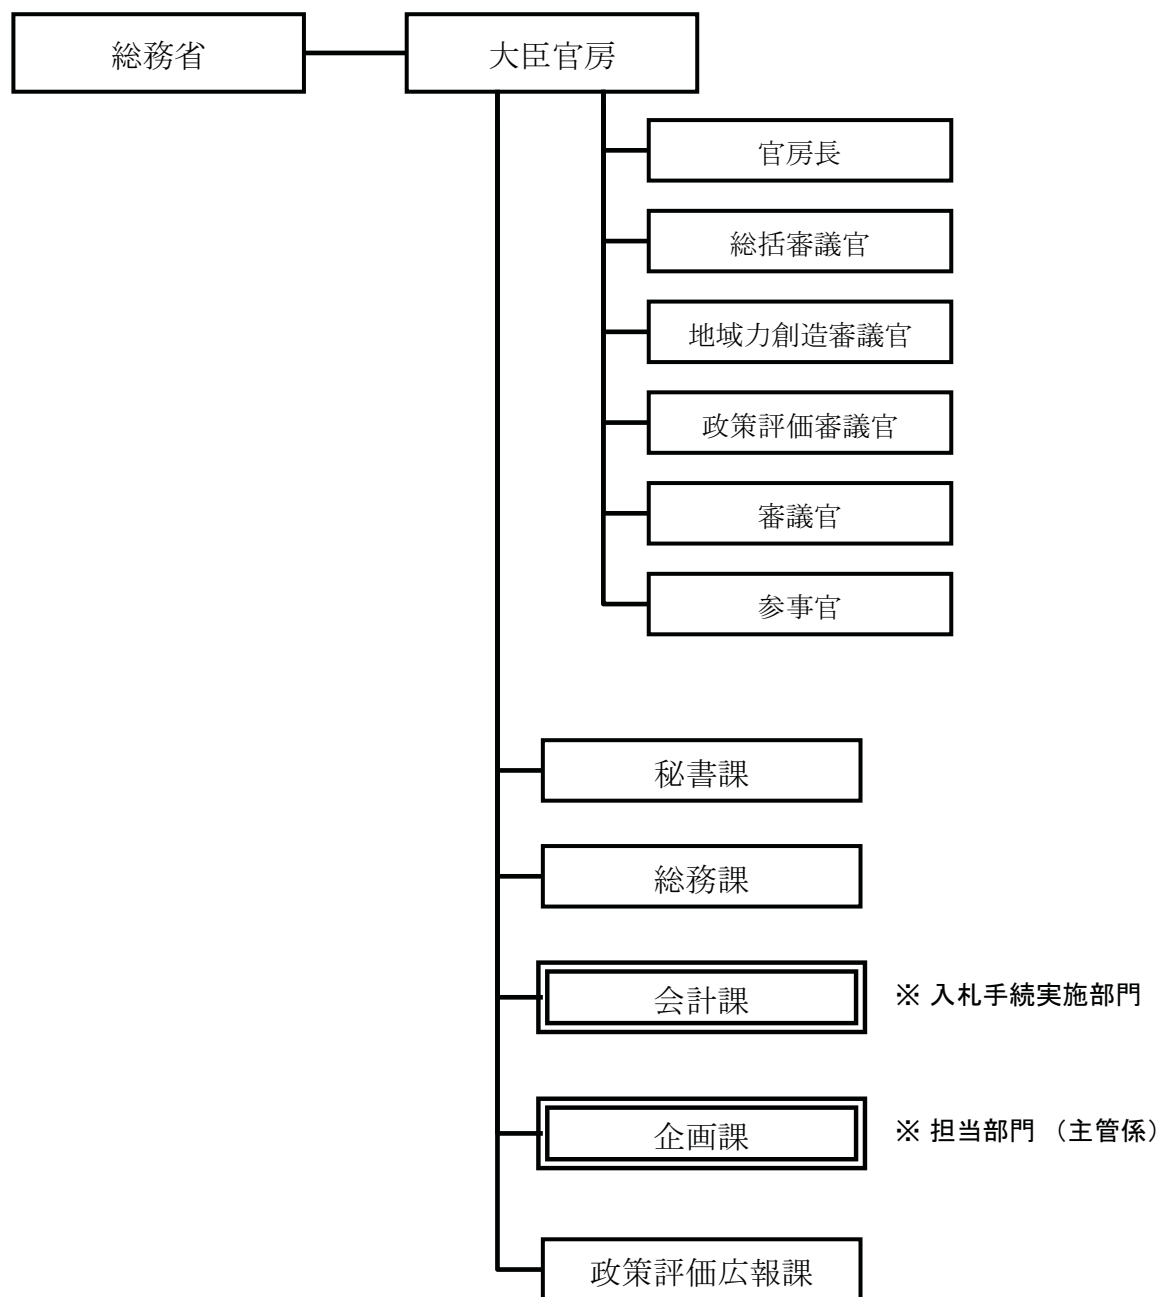 総務省
大臣官房
官房長
総括審議官
地域力創造審議官
政策評価審議官
審議官
参事官
秘書課
総務課
会計課
※ 入札手続実施部門
企画課
※ 担当部門 （主管係）
政策評価広報課